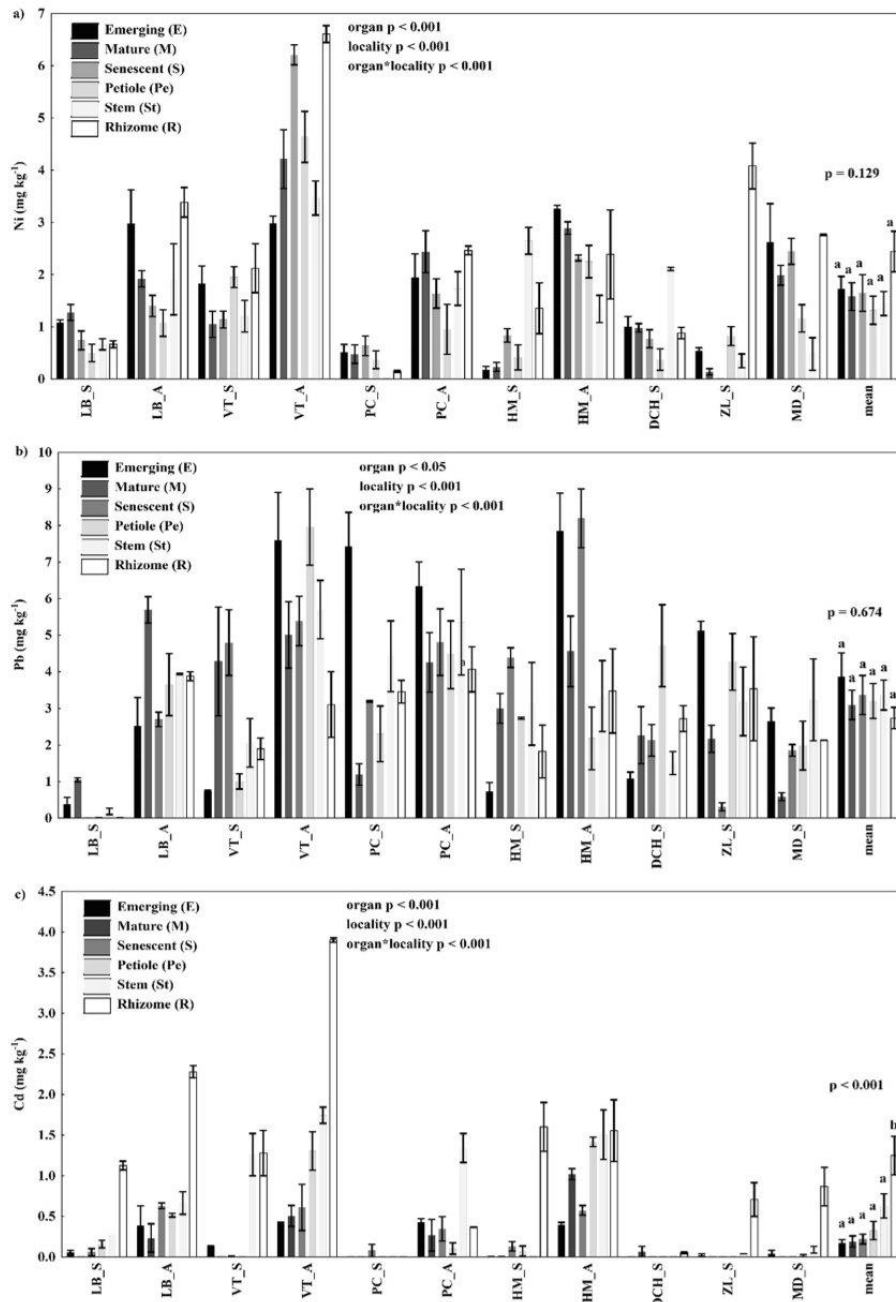 a)
7
6
5
4
3
2
1
0
Ni (mg kg-1)
Emerging (E)
Mature (M)
Senescent (S)
Petiole (Pe)
Stem (St)
Rhizome (R)
organ p < 0.001
locality p < 0.001
organ*locality p < 0.001
p = 0.129
a a a a a a
LB_S LB_A VT_S VT_A PC_S PC_A HM_S HM_A DCH_S ZL_S MD_S mean
b)
10
9
8
7
6
5
4
3
2
1
0
Pb (mg kg-1)
Emerging (E)
Mature (M)
Senescent (S)
Petiole (Pe)
Stem (St)
Rhizome (R)
organ p < 0.05
locality p < 0.001
organ*locality p < 0.001
p = 0.674
a a a a a a
LB_S LB_A VT_S VT_A PC_S PC_A HM_S HM_A DCH_S ZL_S MD_S mean
c)
4.5
4.0
3.5
3.0
2.5
2.0
1.5
1.0
0.5
0.0
Cd (mg kg-1)
Emerging (E)
Mature (M)
Senescent (S)
Petiole (Pe)
Stem (St)
Rhizome (R)
organ p < 0.001
locality p < 0.001
organ*locality p < 0.001
p < 0.001
a a a a a b
LB_S LB_A VT_S VT_A PC_S PC_A HM_S HM_A DCH_S ZL_S MD_S mean